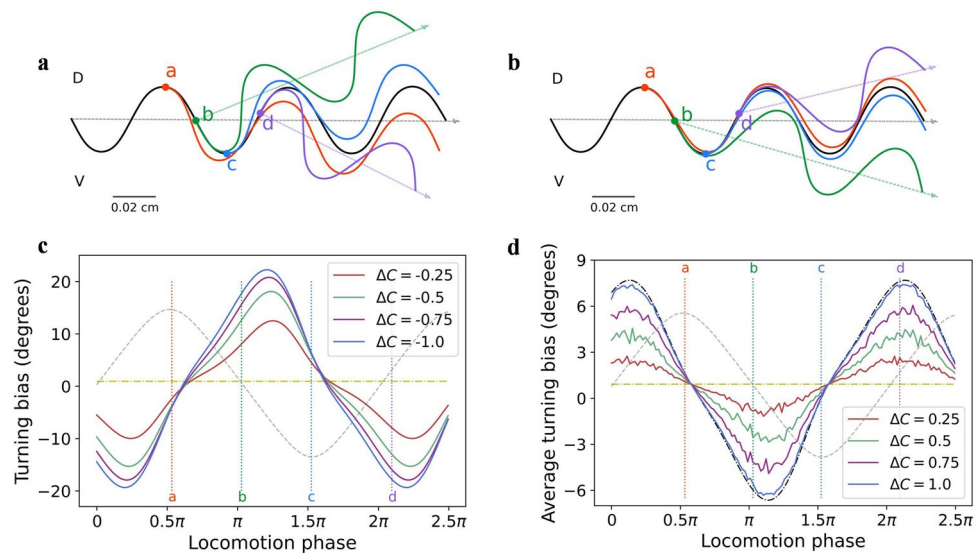 a
D
V
a
b
c
d
0.02 cm
b
D
V
a
b
c
d
0.02 cm
c
Turning bias (degrees)
20
10
0
−10
−20
ΔC = -0.25
ΔC = -0.5
ΔC = -0.75
ΔC = -1.0
a
b
c
d
0
0.5π
π
1.5π
2π
2.5π
Locomotion phase
d
Average turning bias (degrees)
9
6
3
0
−3
−6
a
b
c
d
ΔC = 0.25
ΔC = 0.5
ΔC = 0.75
ΔC = 1.0
0
0.5π
π
1.5π
2π
2.5π
Locomotion phase